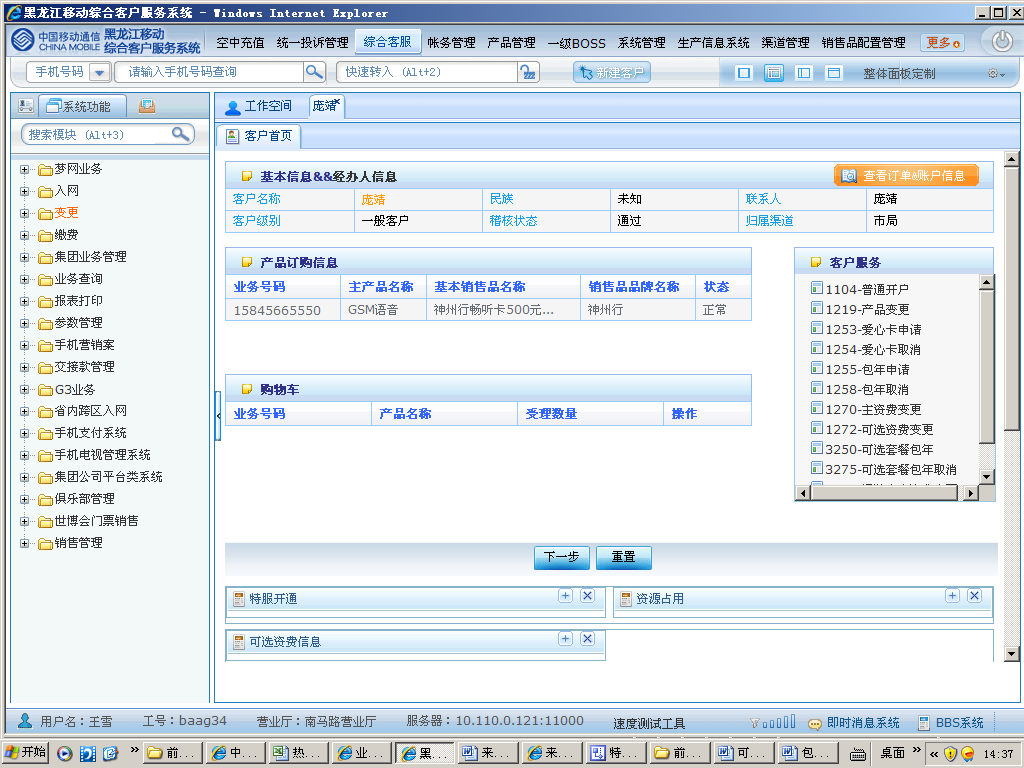 黑龙江移动综合客户服务系统 - Windows Internet Explorer
中国移动通信 CHINA MOBILE 黑龙江移动 综合客户服务系统
空中充值 统一投诉管理 综合客服 帐务管理 产品管理 一级BOSS 系统管理 生产信息系统 渠道管理 销售品配置管理 更多
手机号码 请输入手机号码查询 快速转入 (Alt+2) 新建客户 整体面板定制
系统功能
工作空间 庞靖
搜索模块 (Alt+3)
客户首页
梦网业务
入网
变更
缴费
集团业务管理
业务查询
报表打印
参数管理
手机营销案
交接款管理
G3业务
省内跨区入网
手机支付系统
手机电视管理系统
集团公司平台类系统
俱乐部管理
世博会门票销售
销售管理
基本信息&&经办人信息 查看订单&账户信息
客户名称 庞靖 民族 未知 联系人 庞靖
客户级别 一般客户 稽核状态 通过 归属渠道 市局
产品订购信息
业务号码 主产品名称 基本销售品名称 销售品品牌名称 状态
15845665550 GSM语音 神州行畅听卡500元... 神州行 正常
购物车
业务号码 产品名称 受理数量 操作
客户服务
1104-普通开户
1219-产品变更
1253-爱心卡申请
1254-爱心卡取消
1255-包年申请
1258-包年取消
1270-主资费变更
1272-可选资费变更
3250-可选套餐包年
3275-可选套餐包年取消
下一步 重置
特服开通 资源占用
可选资费信息
用户名：王雪 工号：baag34 营业厅：南马路营业厅 服务器：10.110.0.121:11000 速度测试工具 即时消息系统 BBS系统
开始 » 前... 中... 热... 业... 黑... 来... 来... 特... 前... 可... 包... 桌面 » « 14:37